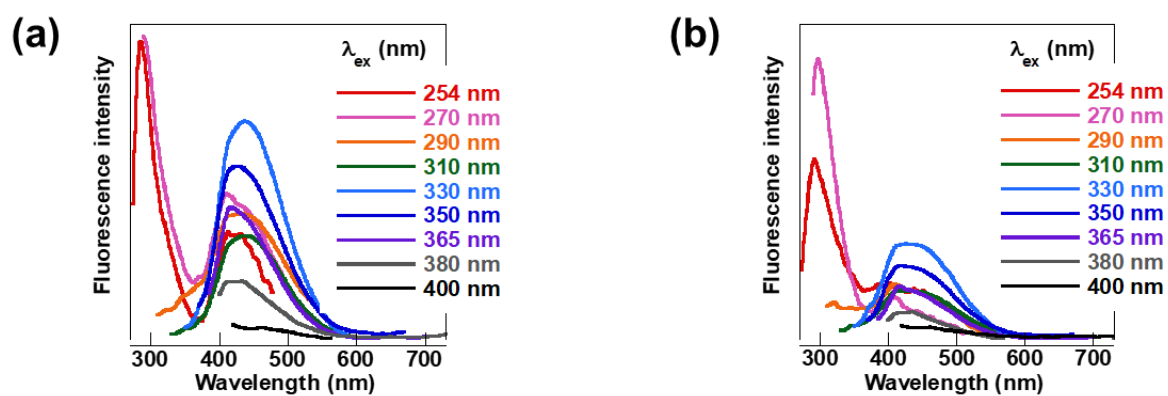 (a)
Fluorescence intensity
λex (nm)
254 nm
270 nm
290 nm
310 nm
330 nm
350 nm
365 nm
380 nm
400 nm
300 400 500 600 700
Wavelength (nm)
(b)
Fluorescence intensity
λex (nm)
254 nm
270 nm
290 nm
310 nm
330 nm
350 nm
365 nm
380 nm
400 nm
300 400 500 600 700
Wavelength (nm)